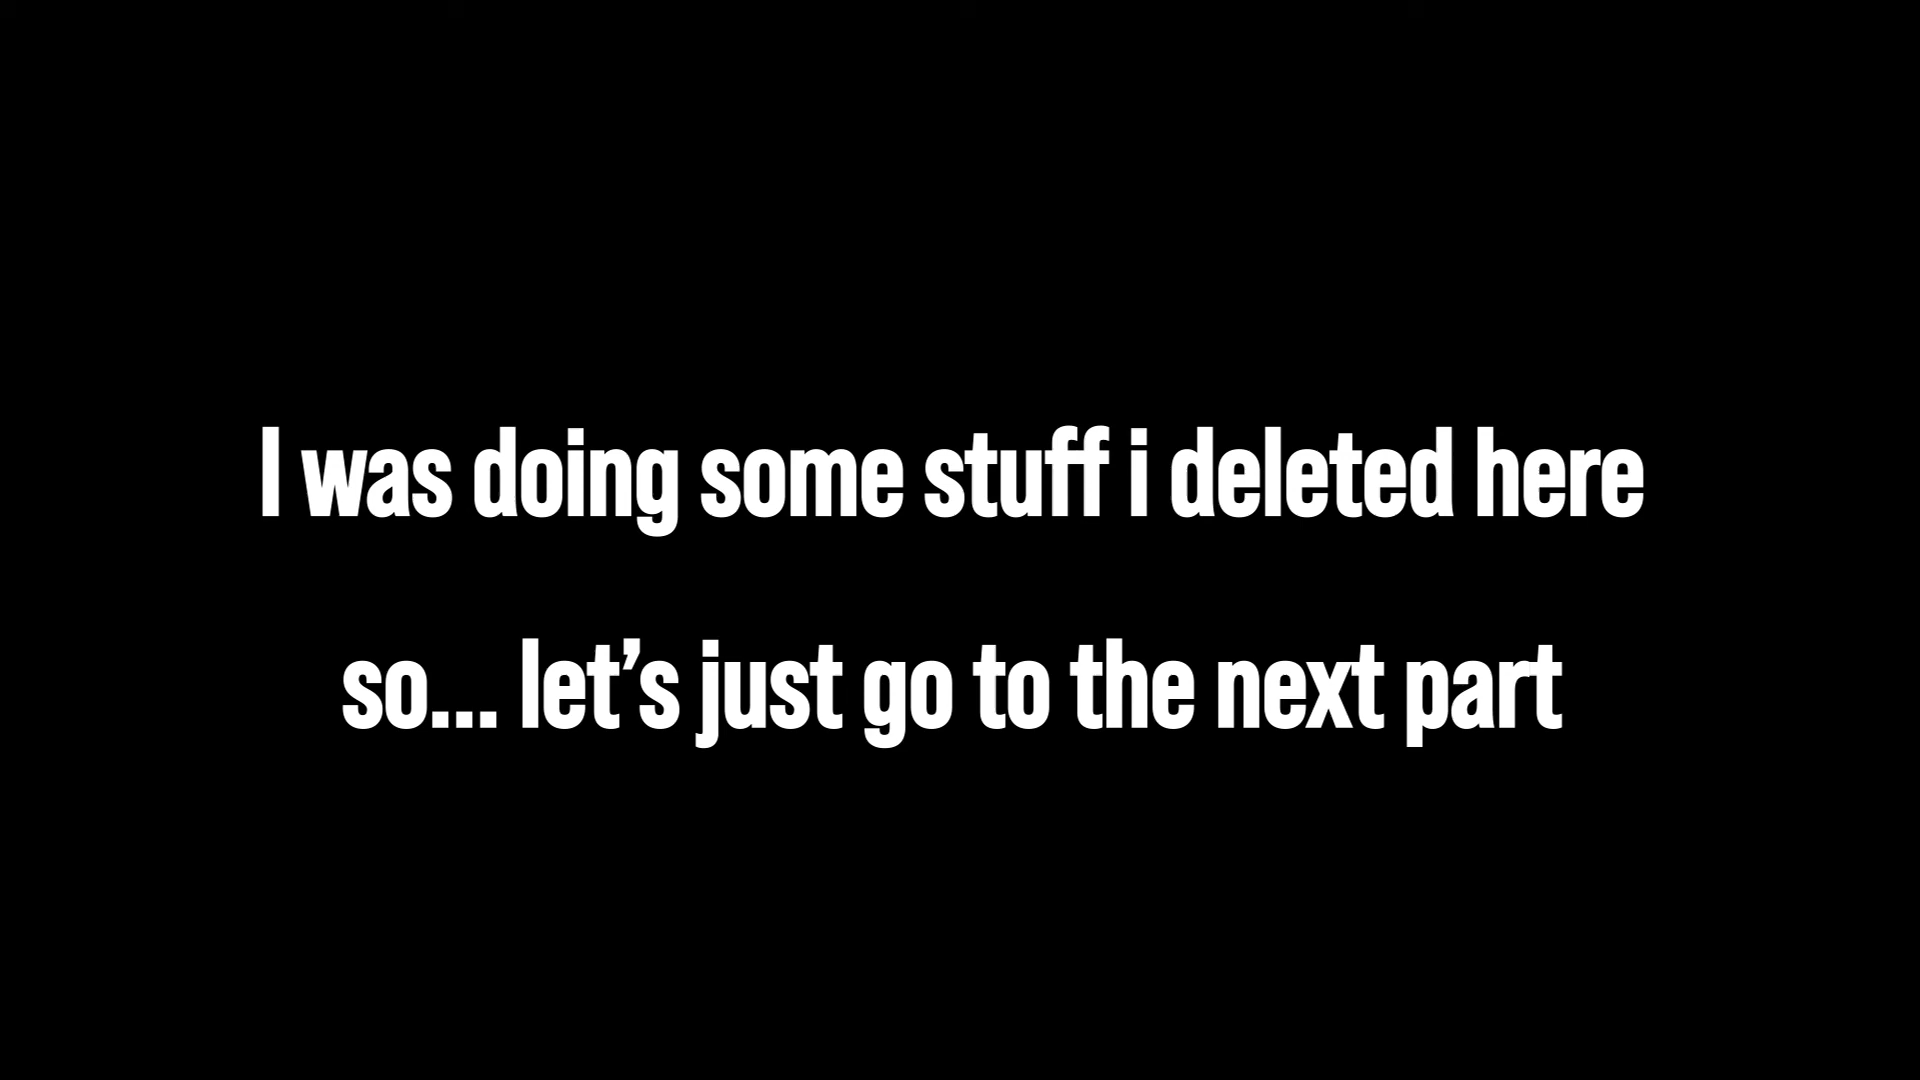 I was doing some stuff i deleted here
so... let’s just go to the next part